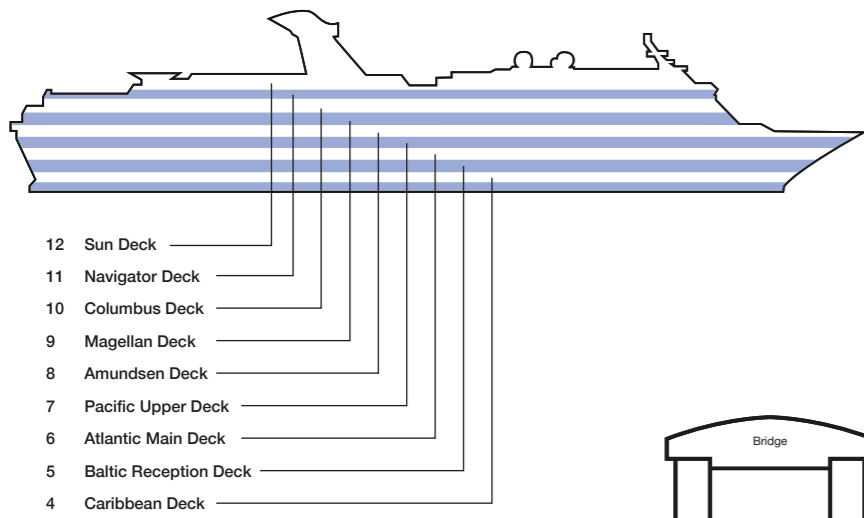 12 Sun Deck
11 Navigator Deck
10 Columbus Deck
9 Magellan Deck
8 Amundsen Deck
7 Pacific Upper Deck
6 Atlantic Main Deck
5 Baltic Reception Deck
4 Caribbean Deck
Bridge